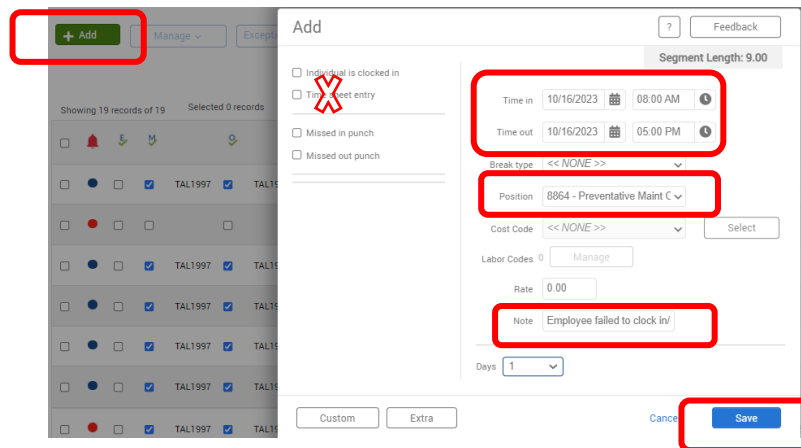 Add
? Feedback
+ Add
Manage
Excepti
Segment Length: 9.00
Individual is clocked in
Time sheet entry
X
Time in 10/16/2023 08:00 AM
Showing 19 records of 19 Selected 0 records
Missed in punch
Time out 10/16/2023 05:00 PM
E M O
Missed out punch
Break type << NONE >>
TAL1997 TAL19
Position 8864 - Preventative Maint C
Cost Code << NONE >> Select
Labor Codes 0 Manage
TAL1997 TAL19
Rate 0.00
TAL1997 TAL19
Note Employee failed to clock in/
TAL1997 TAL19
Days 1
TAL1997 TAL19
Custom Extra Cance Save
TAL1997 TAL19